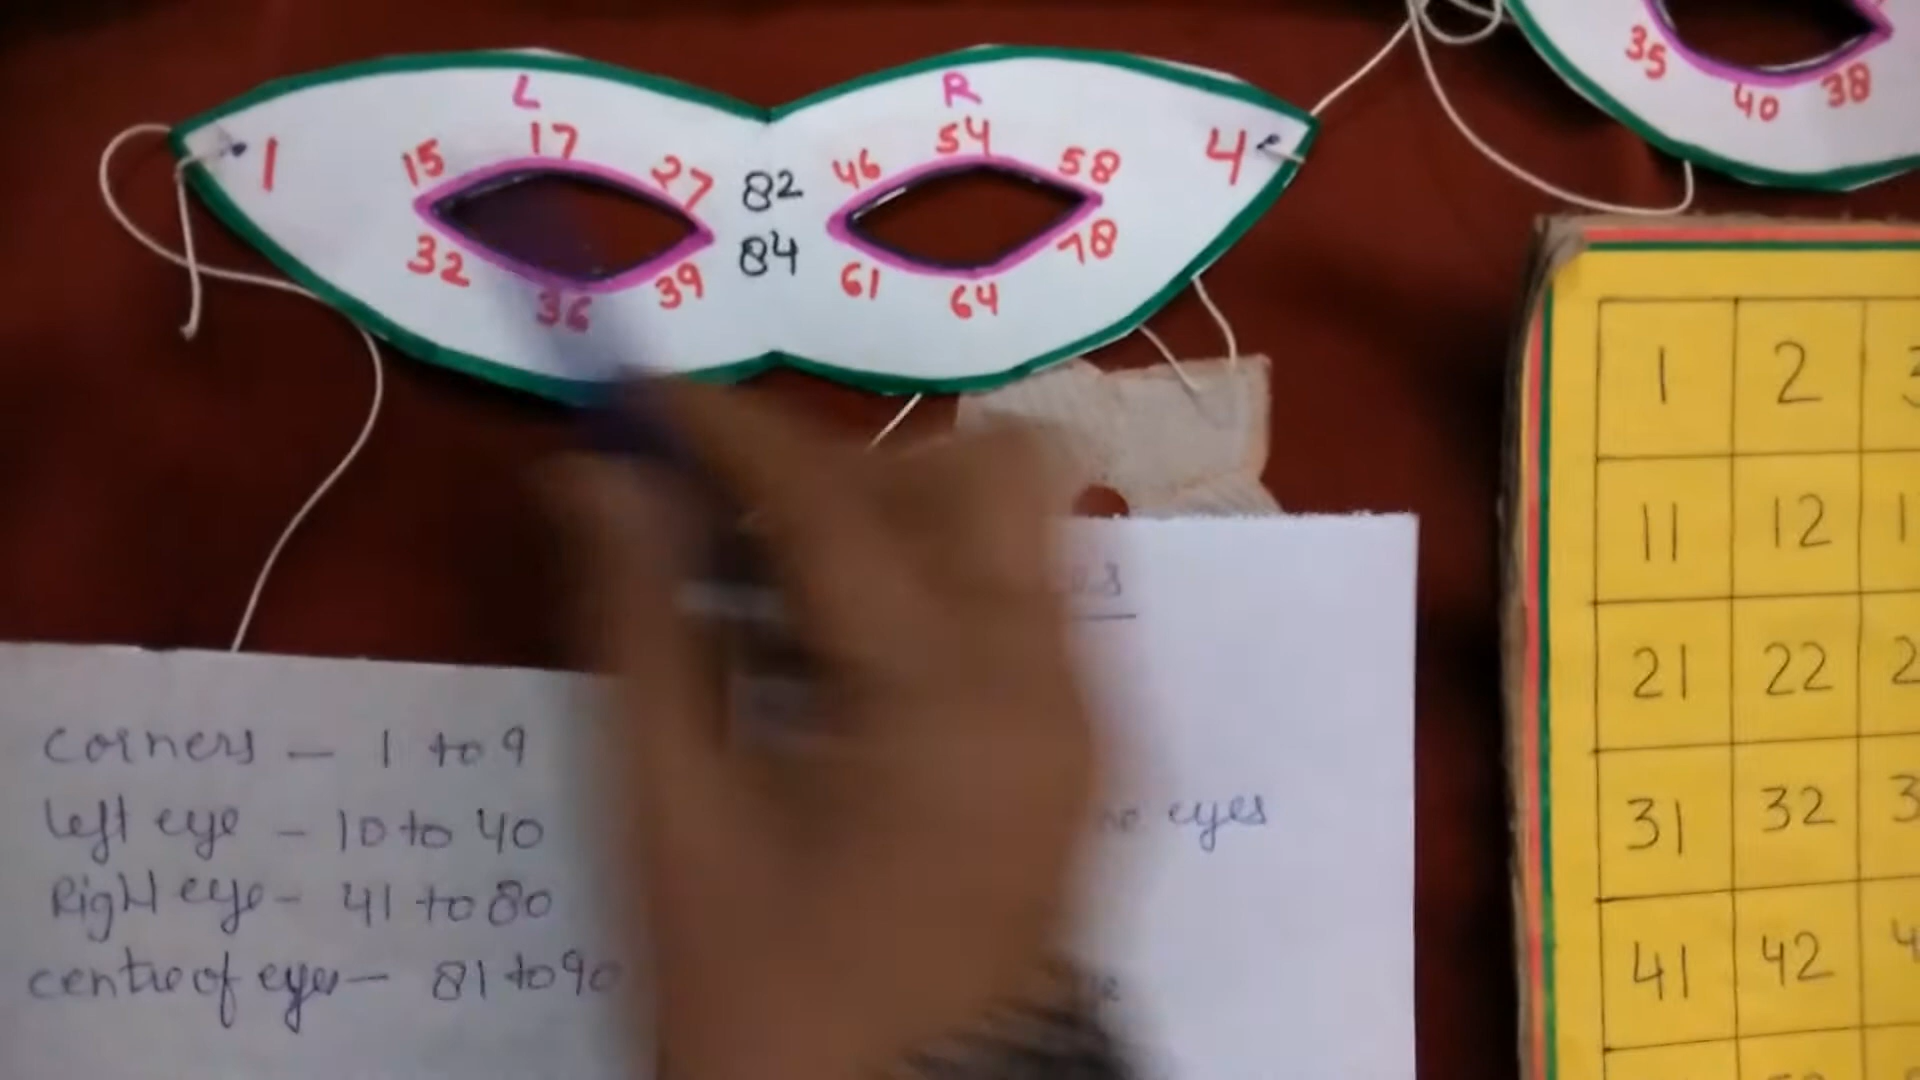 L R
15 17 27 46 54 58
1 82 4
84
32 36 39 61 64 78
35 40 38
corners — 1 to 9
left eye — 10 to 40
Right eye - 41 to 80
centre of eyes — 81 to 90
eyes
1 2
11 12
21 22
31 32
41 42